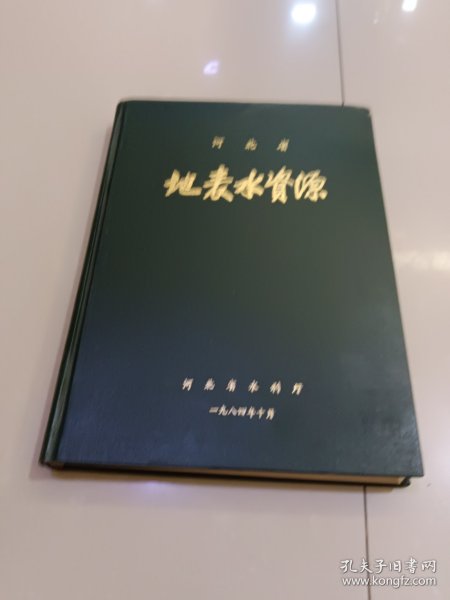 河北省
地表水資源
河北省水利厅
一九八四年十月
孔夫子旧书网
www.kongfz.com